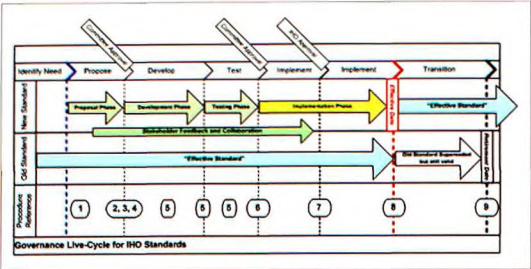 Committee Approval
Committee Approval
IHO Approval
Identify Need
Propose
Develop
Test
Implement
Implement
Transition
New Standard
Proposal Phase
Development Phase
Testing Phase
Implementation Phase
Effective Date
"Effective Standard"
Stakeholder Feedback and Collaboration
Old Standard
"Effective Standard"
Old Standard Superseded
but still valid
Retirement Date
Procedure
Reference
1
2, 3, 4
5
5
5
6
7
8
9
Governance Live-Cycle for IHO Standards